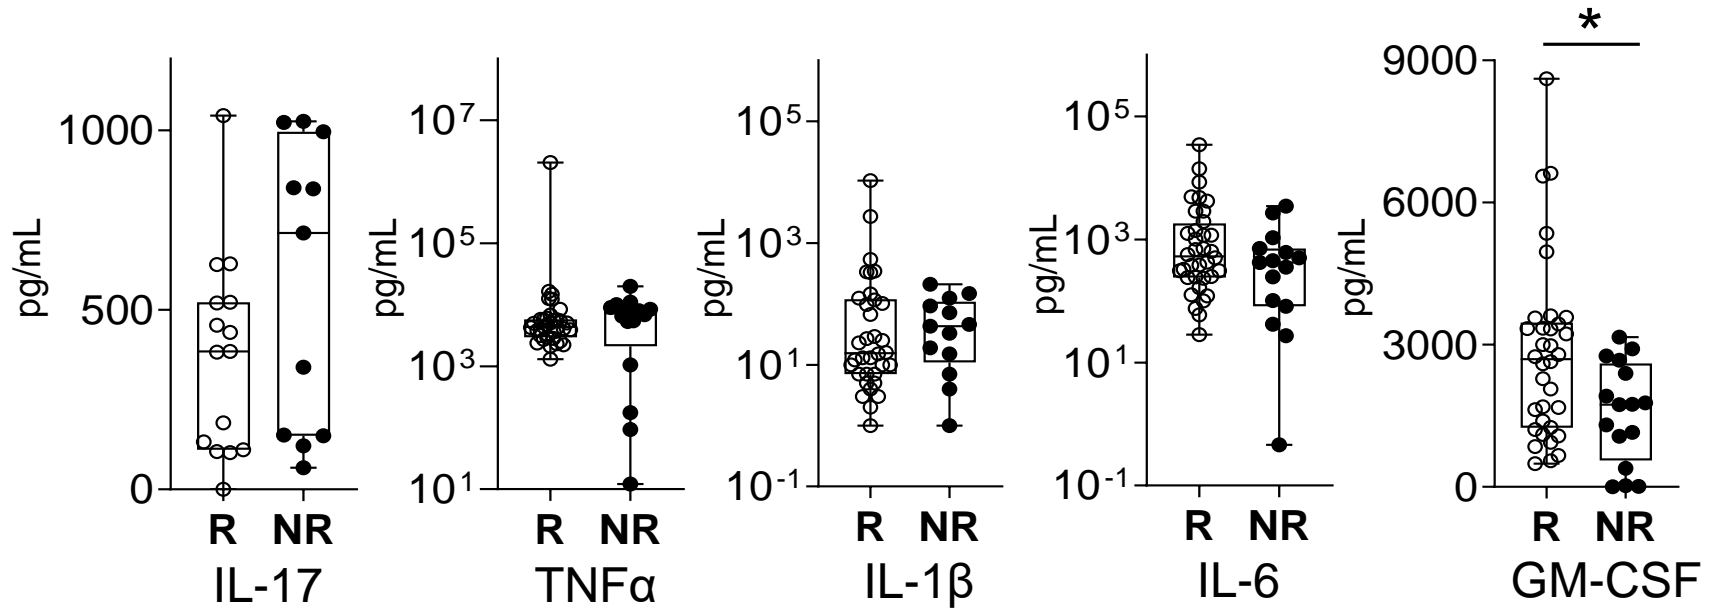 *
pg/mL
1000
500
0
R NR
IL-17
pg/mL
10⁷
10⁵
10³
10¹
R NR
TNFα
pg/mL
10⁵
10³
10¹
10⁻¹
R NR
IL-1β
pg/mL
10⁵
10³
10¹
10⁻¹
R NR
IL-6
pg/mL
9000
6000
3000
0
R NR
GM-CSF